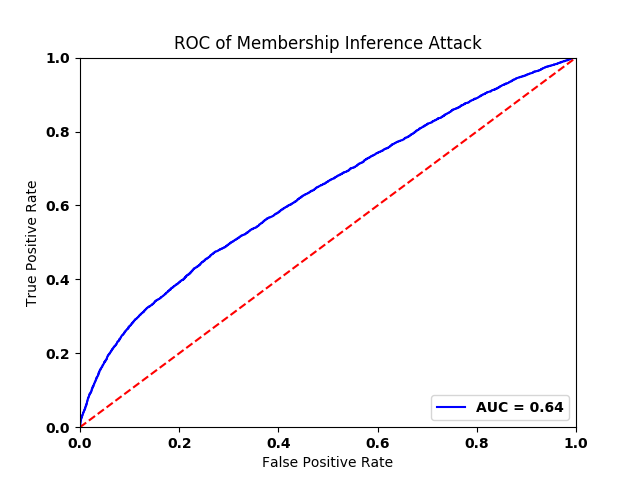 ROC of Membership Inference Attack
1.0
0.8
0.6
0.4
0.2
0.0
True Positive Rate
AUC = 0.64
0.0 0.2 0.4 0.6 0.8 1.0
False Positive Rate